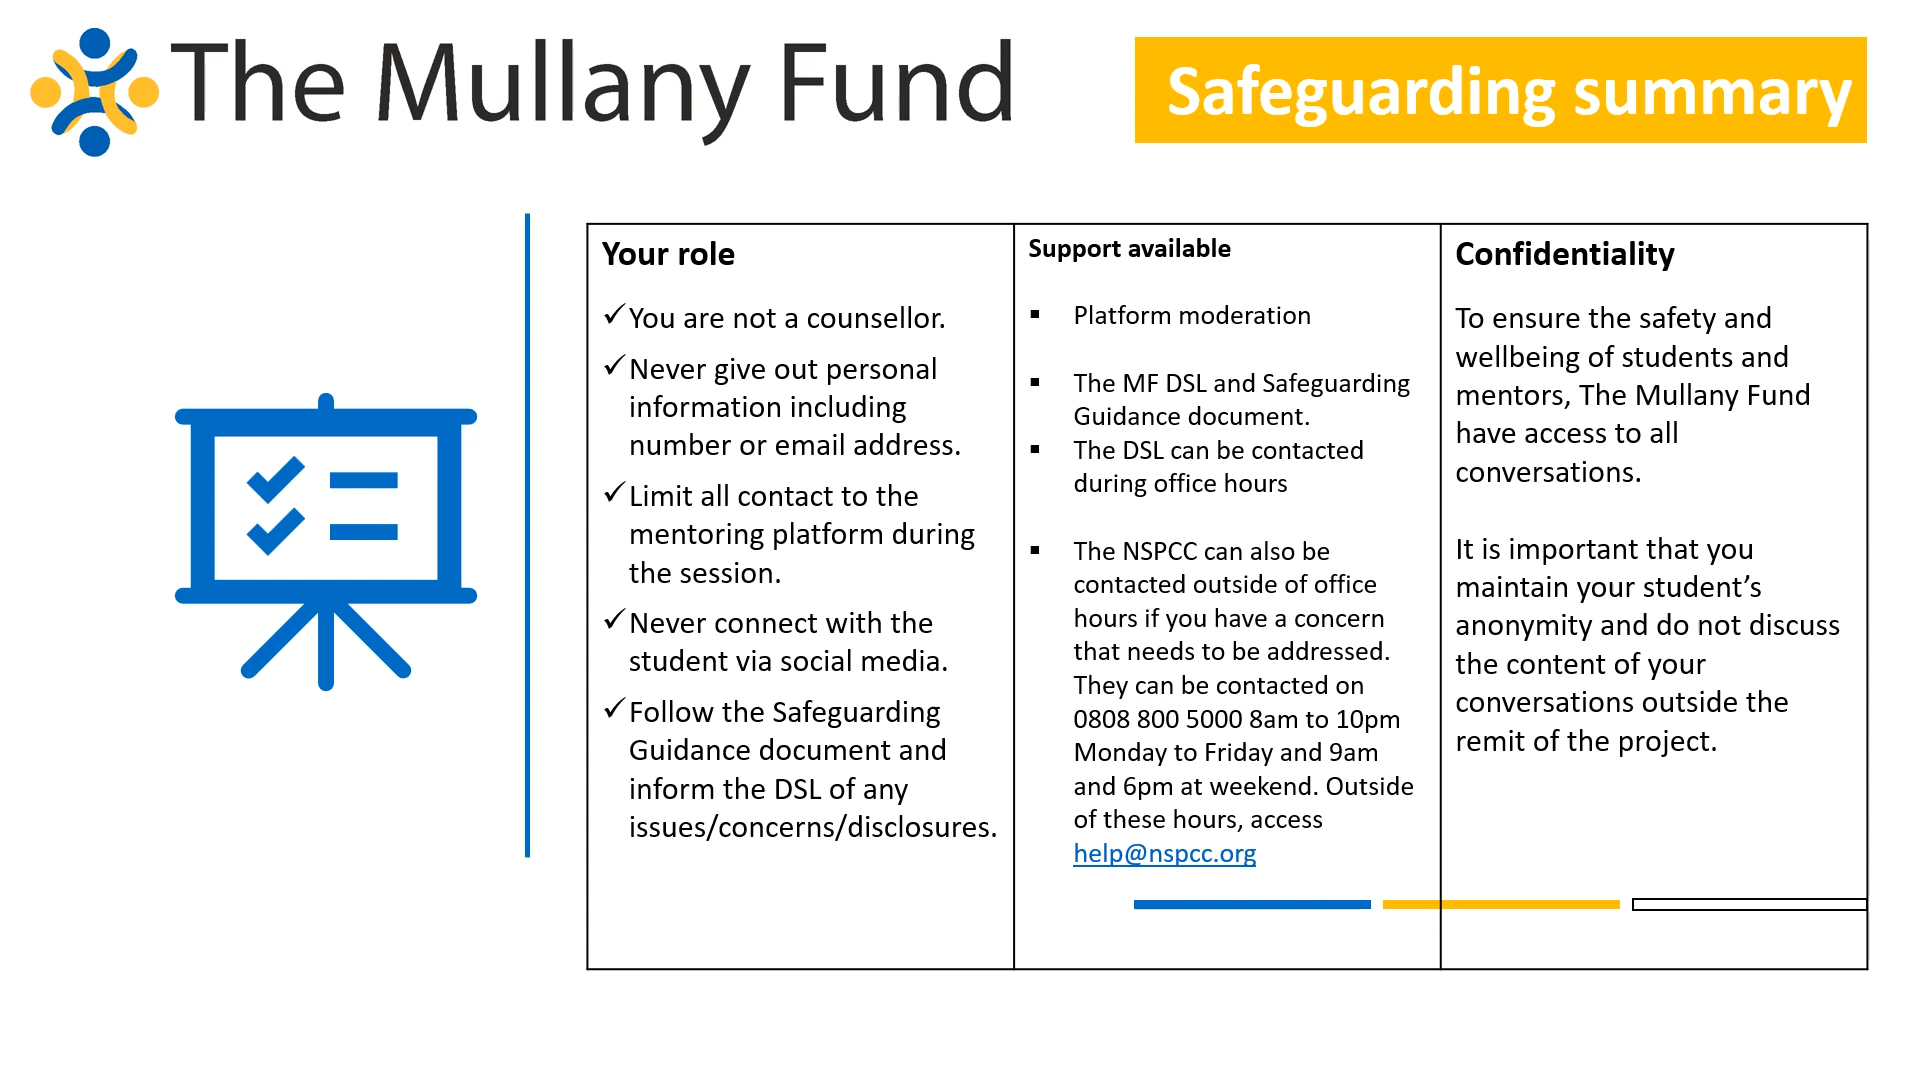 The Mullany Fund
Safeguarding summary
Your role
✓You are not a counsellor.
✓Never give out personal
information including
number or email address.
✓Limit all contact to the
mentoring platform during
the session.
✓Never connect with the
student via social media.
✓Follow the Safeguarding
Guidance document and
inform the DSL of any
issues/concerns/disclosures.
Support available
▪ Platform moderation
▪ The MF DSL and Safeguarding
Guidance document.
▪ The DSL can be contacted
during office hours
▪ The NSPCC can also be
contacted outside of office
hours if you have a concern
that needs to be addressed.
They can be contacted on
0808 800 5000 8am to 10pm
Monday to Friday and 9am
and 6pm at weekend. Outside
of these hours, access
help@nspcc.org
Confidentiality
To ensure the safety and
wellbeing of students and
mentors, The Mullany Fund
have access to all
conversations.
It is important that you
maintain your student’s
anonymity and do not discuss
the content of your
conversations outside the
remit of the project.